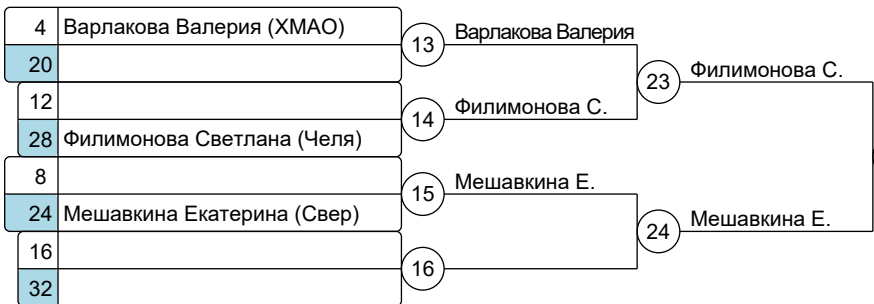 4 Варлакова Валерия (ХМАО)
20
12
28 Филимонова Светлана (Челя)
8
24 Мешавкина Екатерина (Свер)
16
32
13 Варлакова Валерия
14 Филимонова С.
15 Мешавкина Е.
16
23 Филимонова С.
24 Мешавкина Е.